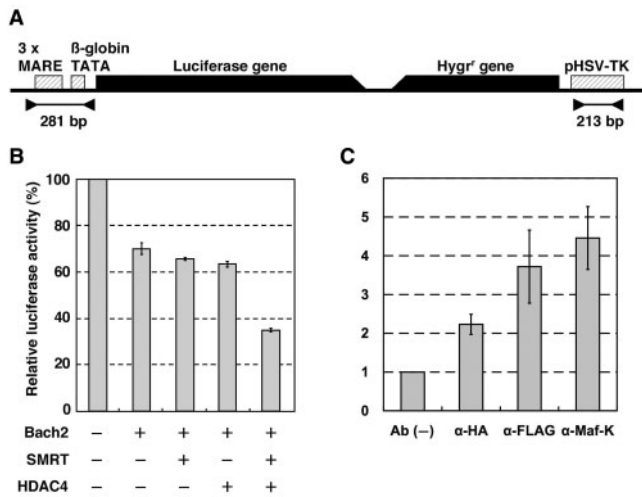 A
3 x ß-globin
MARE TATA Luciferase gene Hygrʳ gene pHSV-TK
281 bp 213 bp
B
Relative luciferase activity (%)
100
80
60
40
20
0
Bach2 − + + + +
SMRT − − + − +
HDAC4 − − − + +
C
6
5
4
3
2
1
0
Ab (−) α-HA α-FLAG α-Maf-K